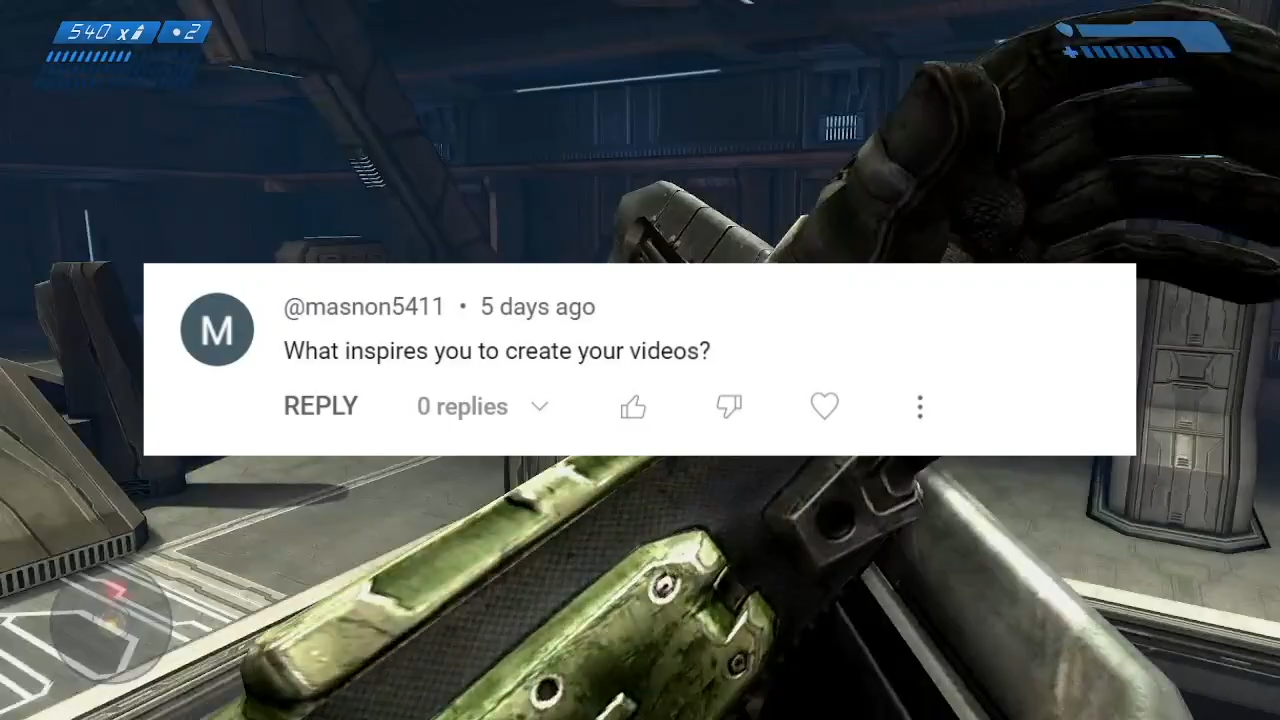 540 x
2
@masnon5411 • 5 days ago
M
What inspires you to create your videos?
REPLY 0 replies